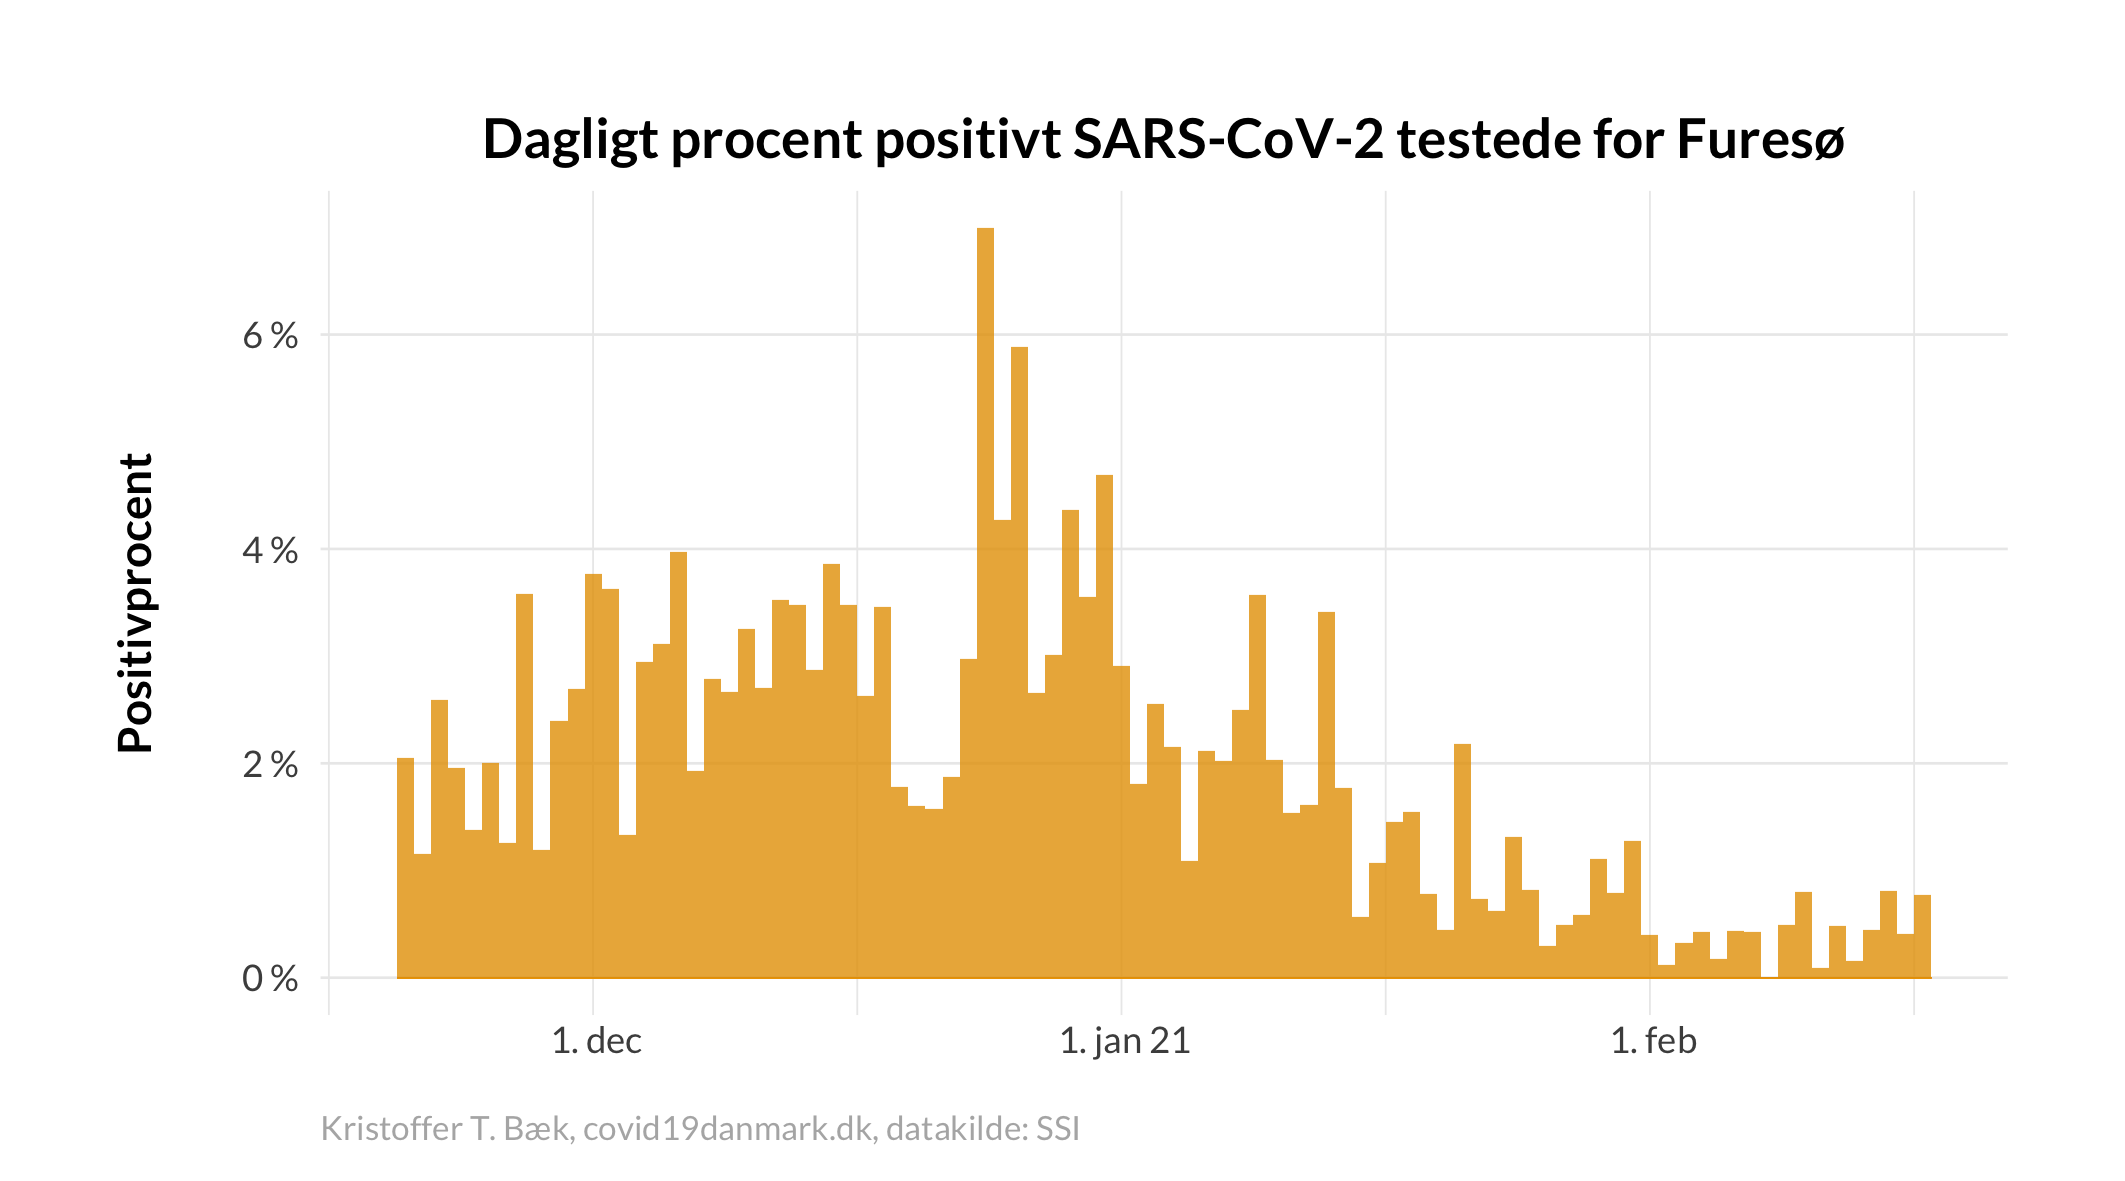 Dagligt procent positivt SARS-CoV-2 testede for Furesø
Positivprocent
6 %
4 %
2 %
0 %
1. dec
1. jan 21
1. feb
Kristoffer T. Bæk, covid19danmark.dk, datakilde: SSI